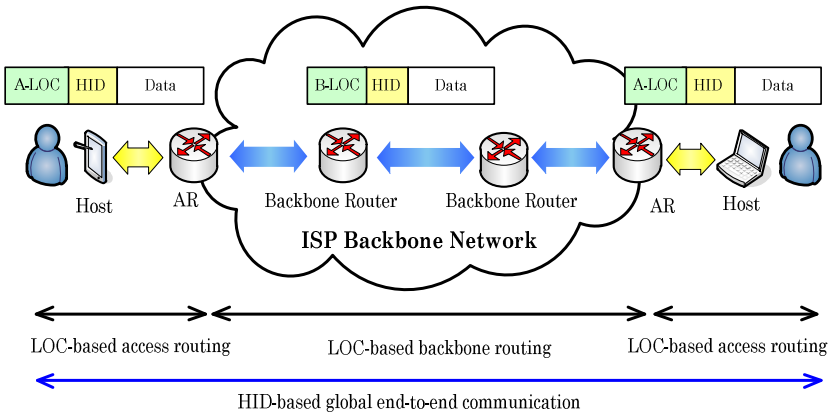 A-LOC HID Data
B-LOC HID Data
A-LOC HID Data
Host
AR
Backbone Router
Backbone Router
AR
Host
ISP Backbone Network
LOC-based access routing
LOC-based backbone routing
LOC-based access routing
HID-based global end-to-end communication